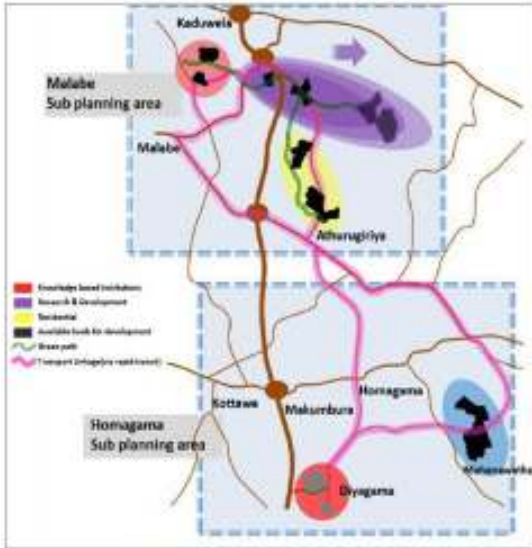 Kaduwela
Malabe
Sub planning area
Malabe
Athurugiriya
Knowledge based institutions
Research & Development
Residential
Available lands for development
Green path
Homagama
Kottawa
Makumbura
Homagama
Sub planning area
Diyagama